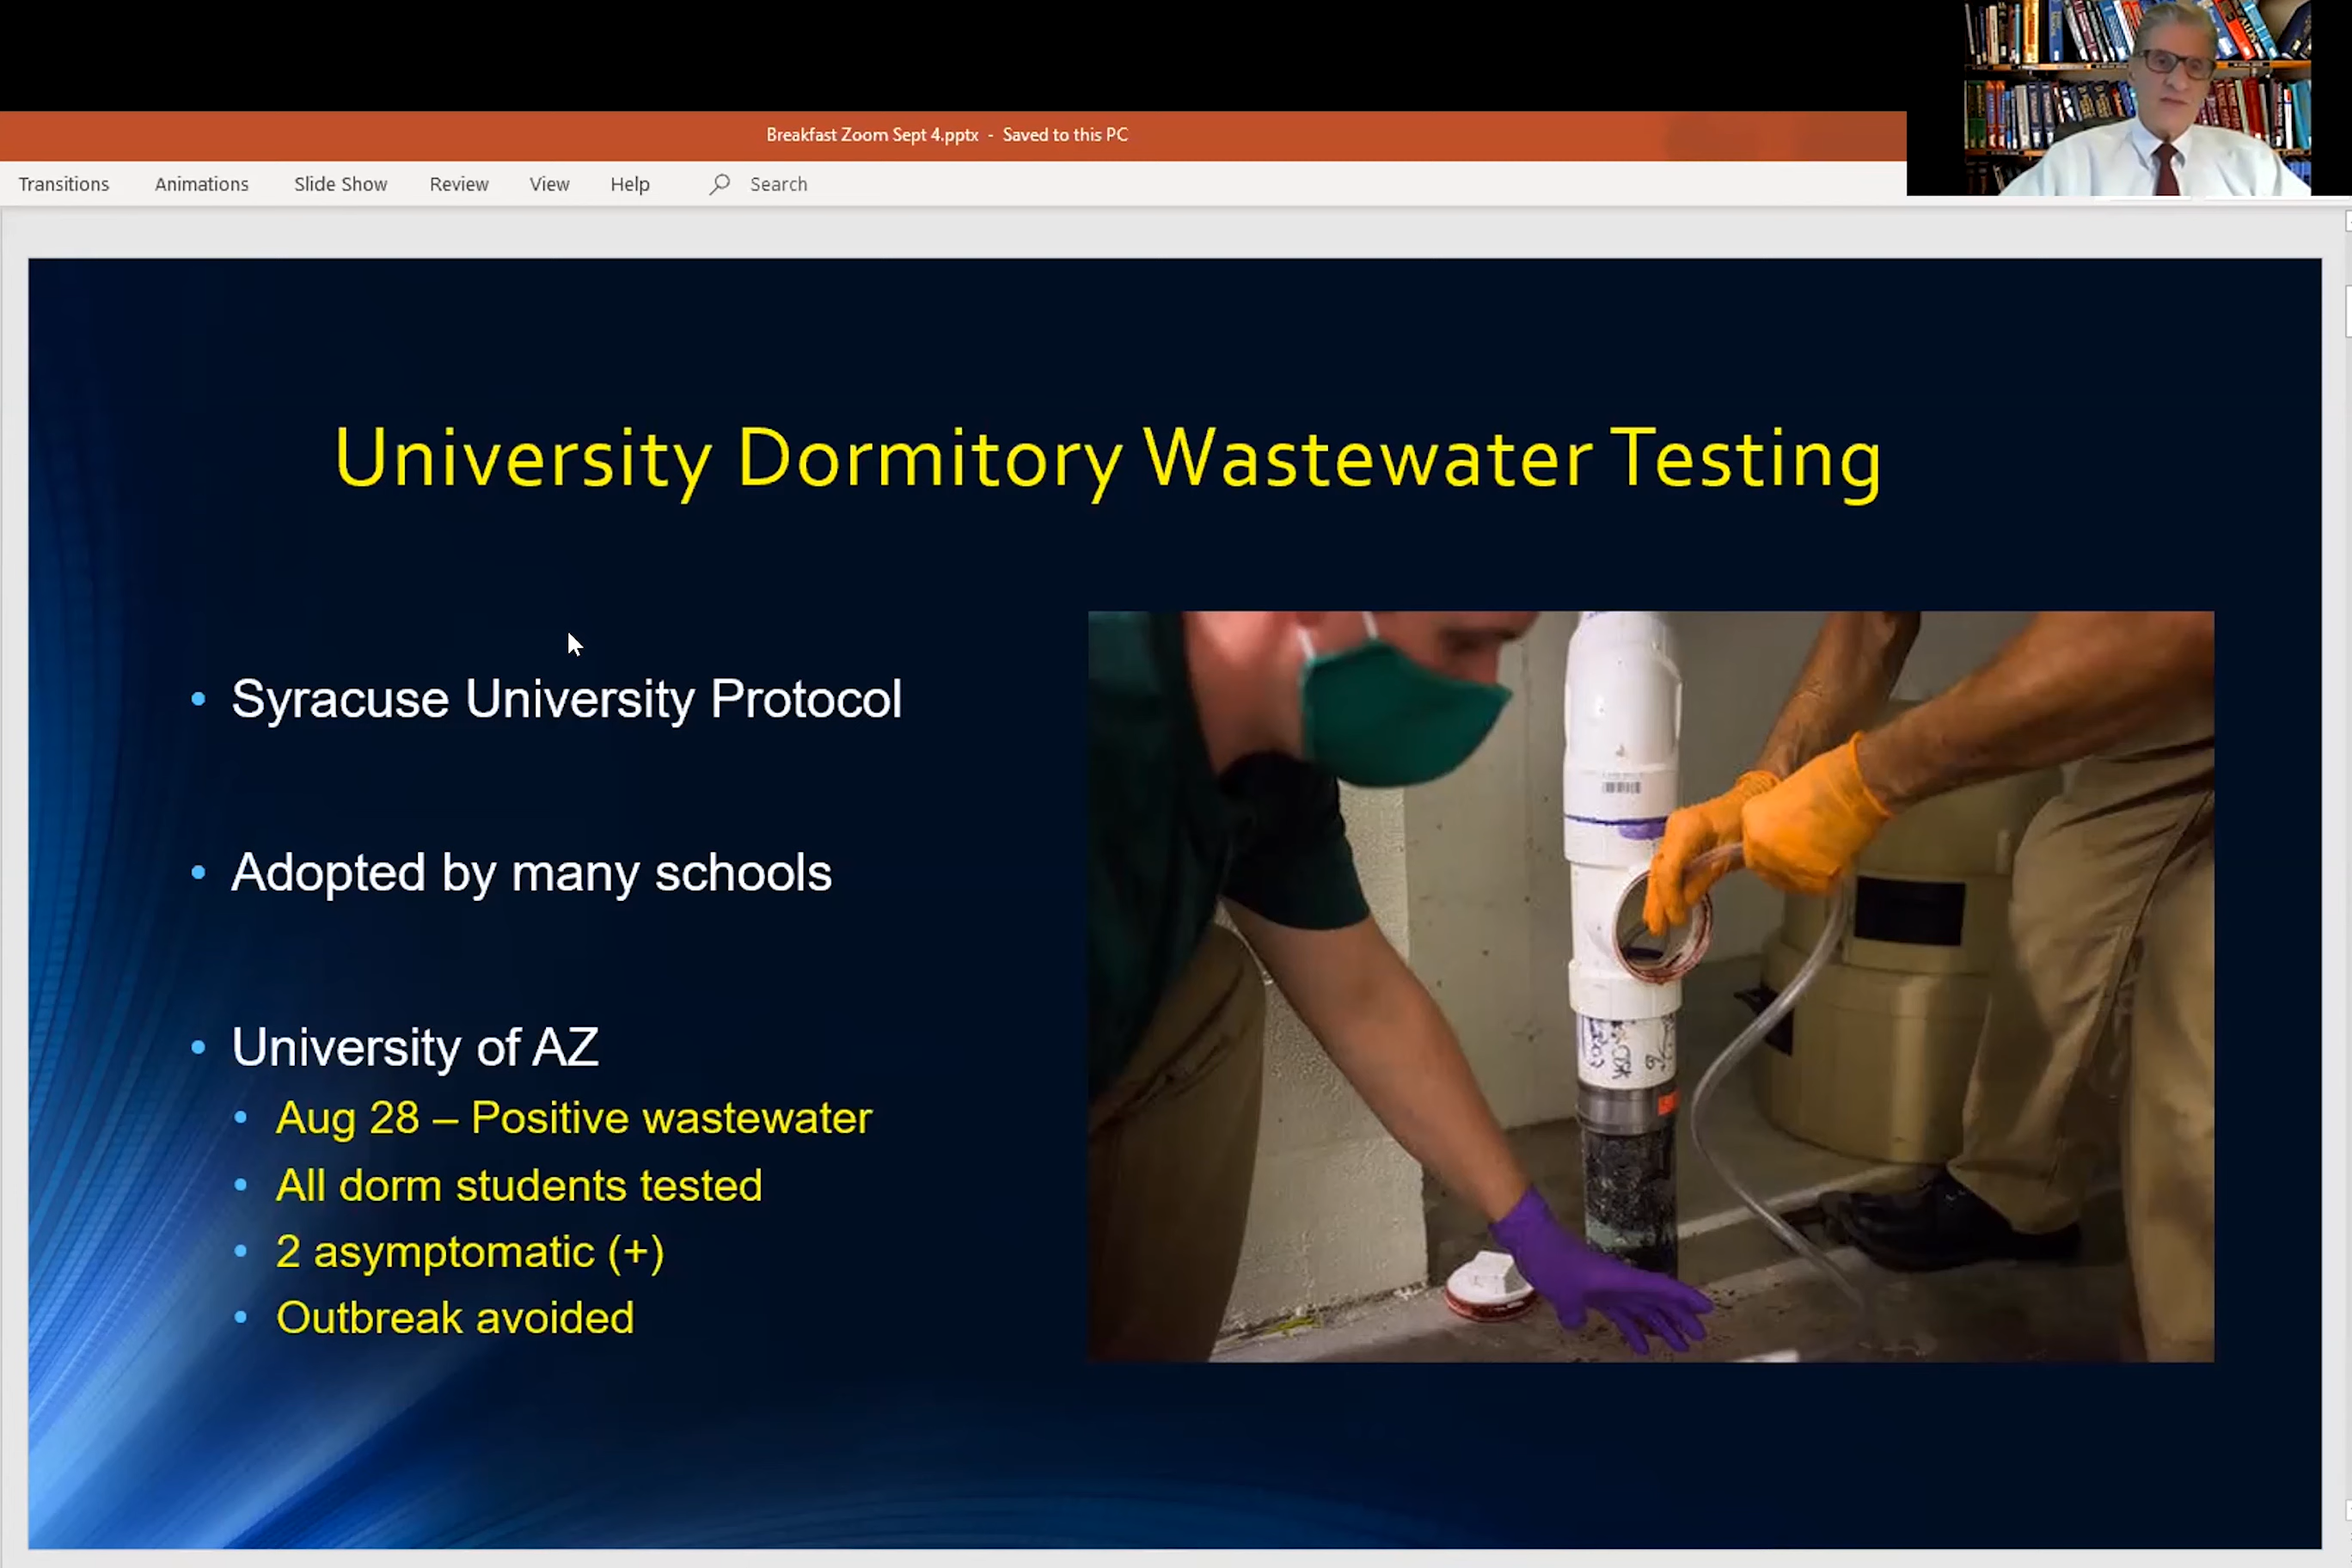 Breakfast Zoom Sept 4.pptx - Saved to this PC
Transitions Animations Slide Show Review View Help Search
University Dormitory Wastewater Testing
• Syracuse University Protocol
• Adopted by many schools
• University of AZ
• Aug 28 – Positive wastewater
• All dorm students tested
• 2 asymptomatic (+)
• Outbreak avoided